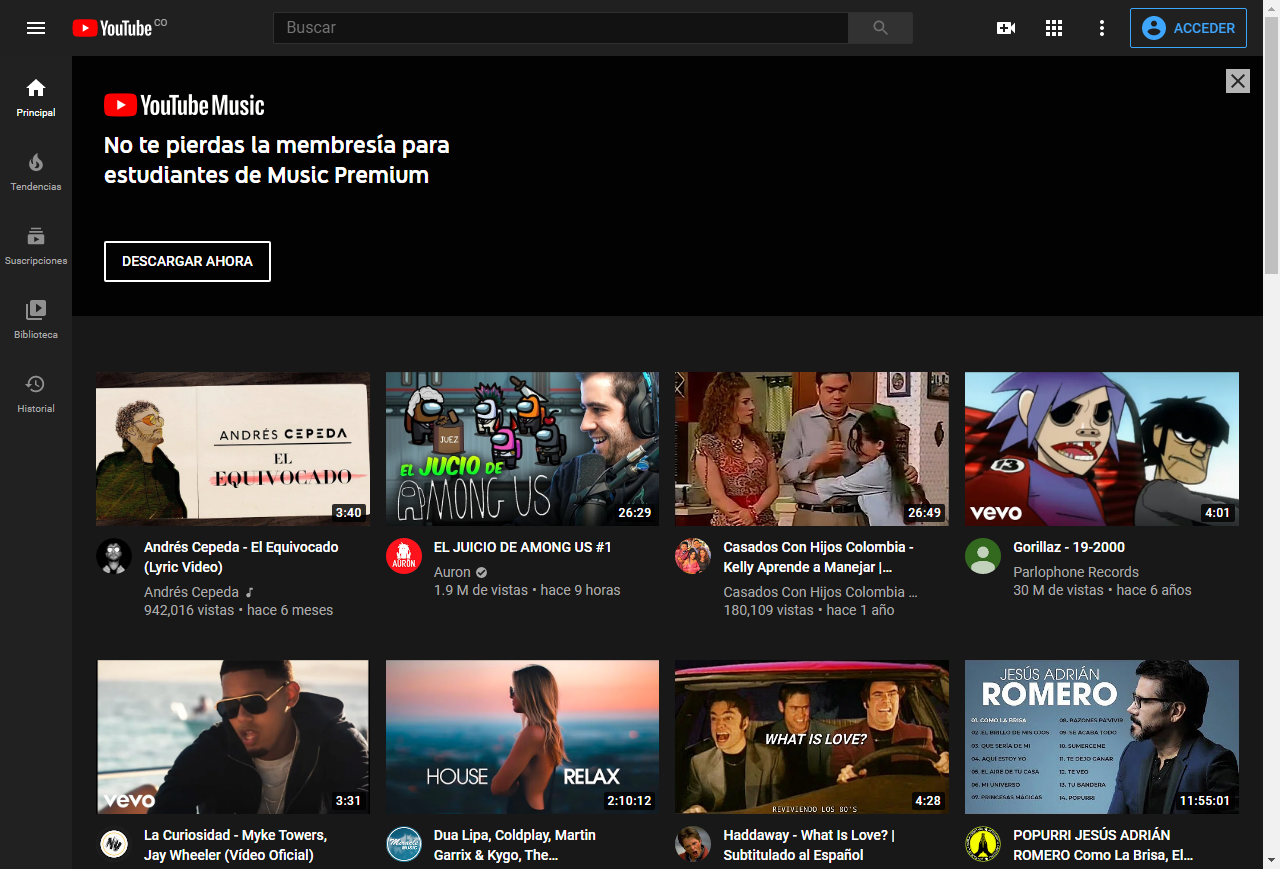 YouTube CO
Buscar
ACCEDER
Principal
Tendencias
Suscripciones
Biblioteca
Historial
YouTube Music
No te pierdas la membresía para
estudiantes de Music Premium
DESCARGAR AHORA
ANDRÉS CEPEDA
EL
EQUIVOCADO
3:40
JUEZ
EL JUCIO DE
AMONG US
26:29
26:49
13
vevo
4:01
Andrés Cepeda - El Equivocado
(Lyric Video)
Andrés Cepeda
942,016 vistas • hace 6 meses
AURON
EL JUICIO DE AMONG US #1
Auron
1.9 M de vistas • hace 9 horas
Casados Con Hijos Colombia -
Kelly Aprende a Manejar |...
Casados Con Hijos Colombia ...
180,109 vistas • hace 1 año
Gorillaz - 19-2000
Parlophone Records
30 M de vistas • hace 6 años
vevo
3:31
HOUSE RELAX
2:10:12
WHAT IS LOVE?
REVIVIENDO LOS 80'S
4:28
JESÚS ADRIÁN
ROMERO
01. COMO LA BRISA
02. EL BRILLO DE MIS OJOS
03. QUE SERÍA DE MI
04. AQUÍ ESTOY YO
05. EL AIRE DE TU CASA
06. MI UNIVERSO
07. PRINCESAS MÁGICAS
08. RAZONES PA'VIVIR
09. SE ACABA TODO
10. SUMERCEME
11. TE DEJO GANAR
12. TE VEO
13. TU BANDERA
14. POPURRI
11:55:01
La Curiosidad - Myke Towers,
Jay Wheeler (Vídeo Oficial)
Miracle
MUSIC
Dua Lipa, Coldplay, Martin
Garrix & Kygo, The...
Haddaway - What Is Love? |
Subtitulado al Español
POPURRI JESÚS ADRIÁN
ROMERO Como La Brisa, El...